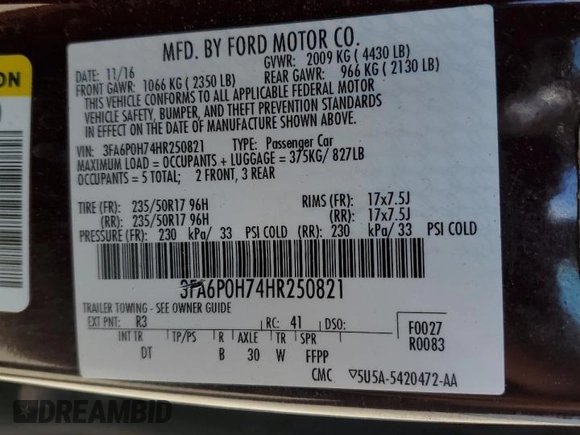 MFD. BY FORD MOTOR CO.
DATE: 11/16 GVWR: 2009 KG ( 4430 LB)
FRONT GAWR: 1066 KG ( 2350 LB) REAR GAWR: 966 KG ( 2130 LB)
THIS VEHICLE CONFORMS TO ALL APPLICABLE FEDERAL MOTOR
VEHICLE SAFETY, BUMPER, AND THEFT PREVENTION STANDARDS
IN EFFECT ON THE DATE OF MANUFACTURE SHOWN ABOVE.
VIN: 3FA6P0H74HR250821 TYPE: Passenger Car
MAXIMUM LOAD = OCCUPANTS + LUGGAGE = 375KG/ 827LB
OCCUPANTS = 5 TOTAL; 2 FRONT, 3 REAR
TIRE (FR): 235/50R17 96H RIMS (FR): 17x7.5J
(RR): 235/50R17 96H (RR): 17x7.5J
PRESSURE (FR): 230 kPa/ 33 PSI COLD (RR): 230 kPa/ 33 PSI COLD
3FA6P0H74HR250821
TRAILER TOWING - SEE OWNER GUIDE
EXT PNT: R3 RC: 41 DSO: F0027
INT TR TP/PS R AXLE TR SPR R0083
DT B 30 W FFPP
CMC ▽5U5A-5420472-AA
ON
DREAMBID